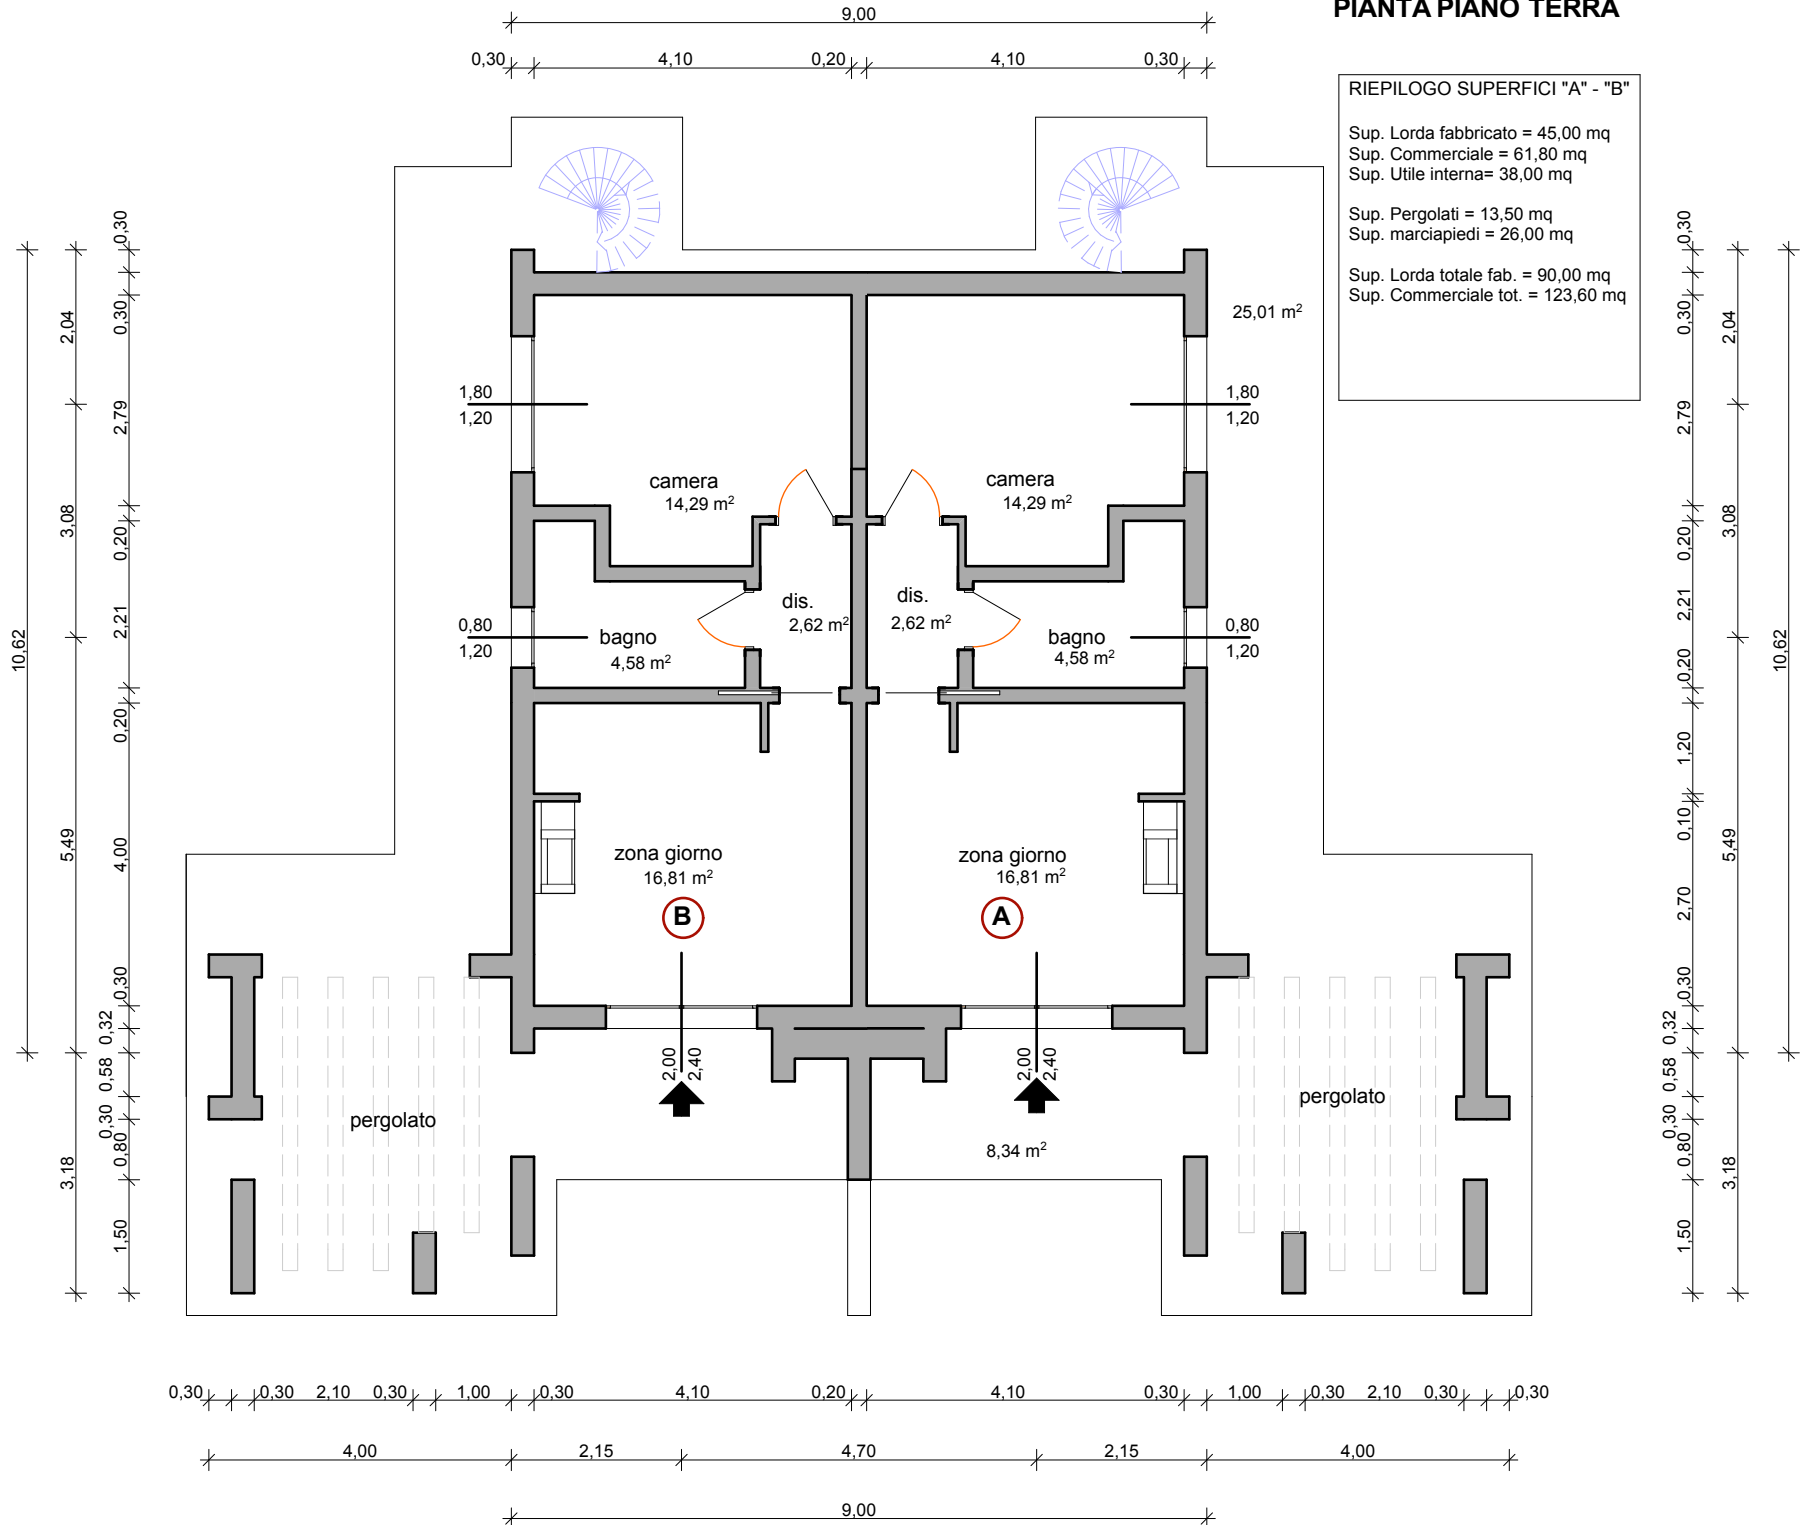 PIANTA PIANO TERRA
9,00
0,30 4,10 0,20 4,10 0,30
RIEPILOGO SUPERFICI "A" - "B"
Sup. Lorda fabbricato = 45,00 mq
Sup. Commerciale = 61,80 mq
Sup. Utile interna= 38,00 mq
Sup. Pergolati = 13,50 mq
Sup. marciapiedi = 26,00 mq
Sup. Lorda totale fab. = 90,00 mq
Sup. Commerciale tot. = 123,60 mq
10,62
2,04
3,08
5,49
3,18
0,30
0,30
2,79
0,20
2,21
0,20
4,00
0,30
0,32
0,58
0,30
0,80
1,50
25,01 m²
1,80
1,20
1,80
1,20
camera
14,29 m²
camera
14,29 m²
dis.
2,62 m²
dis.
2,62 m²
0,80
1,20
bagno
4,58 m²
bagno
4,58 m²
0,80
1,20
zona giorno
16,81 m²
B
zona giorno
16,81 m²
A
2,00
2,40
2,00
2,40
pergolato
pergolato
8,34 m²
0,30
0,30
2,79
0,20
2,21
0,20
1,20
0,10
2,70
0,30
0,32
0,58
0,30
0,80
1,50
2,04
3,08
5,49
3,18
10,62
0,30 0,30 2,10 0,30 1,00 0,30 4,10 0,20 4,10 0,30 1,00 0,30 2,10 0,30 0,30
4,00 2,15 4,70 2,15 4,00
9,00